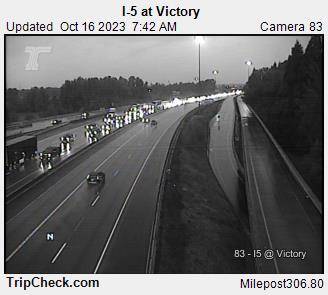 I-5 at Victory
Updated Oct 16 2023 7:42 AM Camera 83
T
N
83 - I5 @ Victory
TripCheck.com Milepost306.80